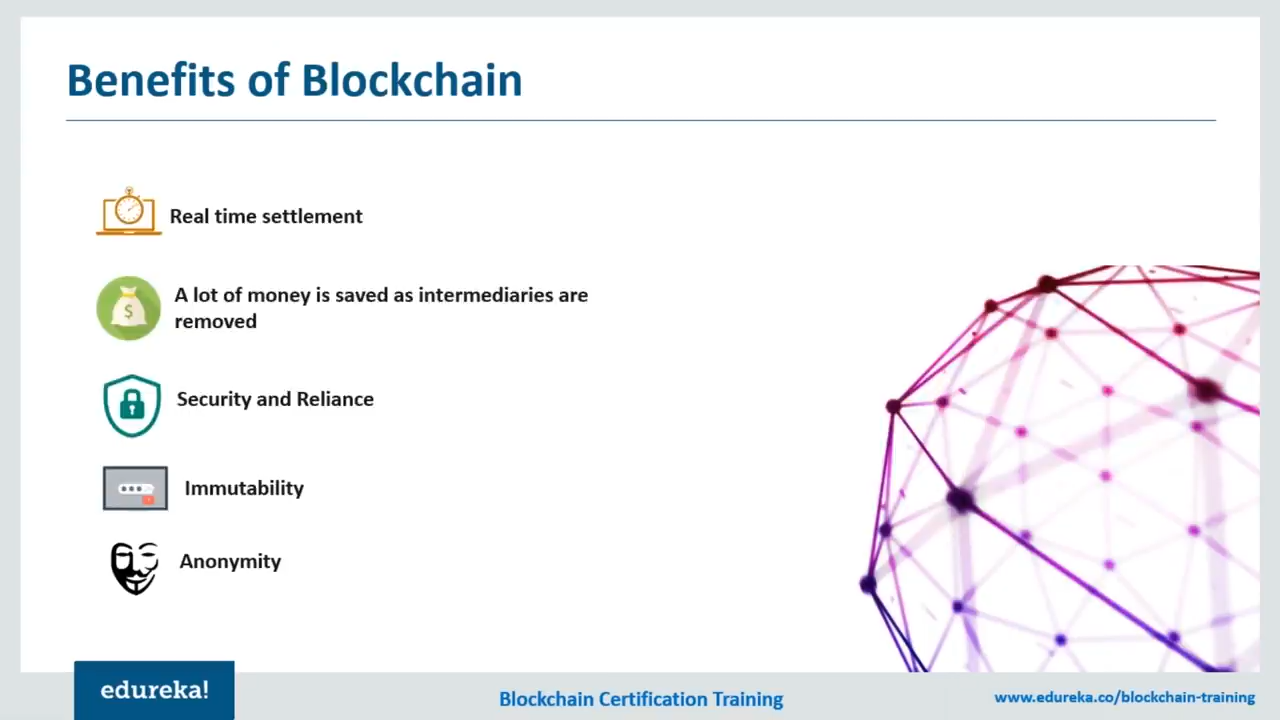 Benefits of Blockchain
Real time settlement
A lot of money is saved as intermediaries are
removed
$
Security and Reliance
Immutability
Anonymity
edureka!
Blockchain Certification Training
www.edureka.co/blockchain-training